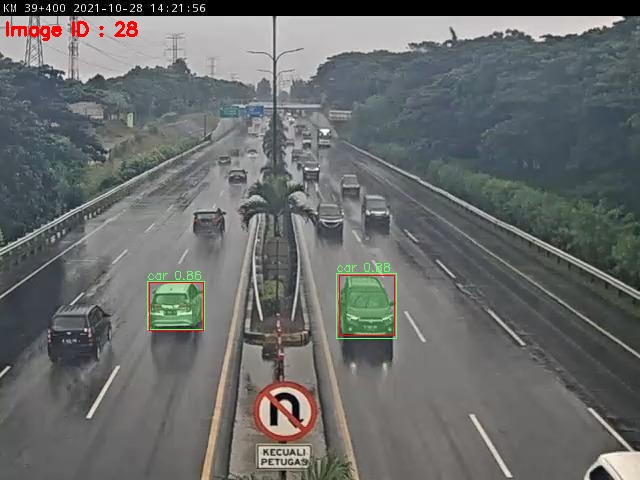 KM 39+400 2021-10-28 14:21:56
Image ID : 28
car 0.86
car 0.88
KECUALI
PETUGAS